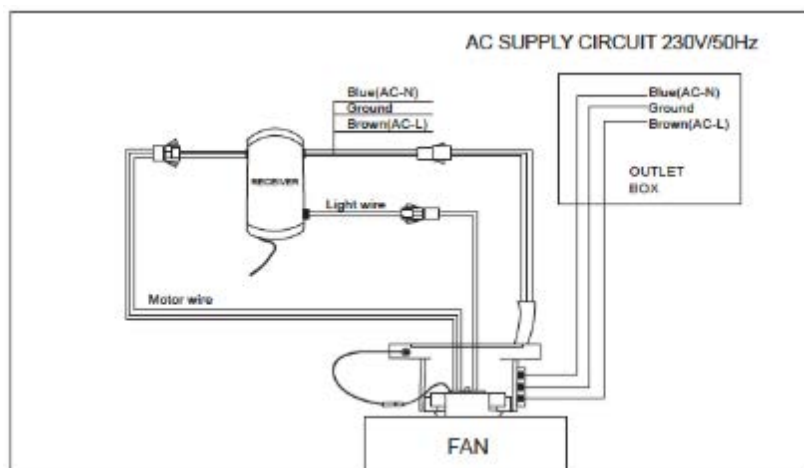 AC SUPPLY CIRCUIT 230V/50Hz
Blue(AC-N)
Ground
Brown(AC-L)
Blue(AC-N)
Ground
Brown(AC-L)
OUTLET
BOX
RECEIVER
Light wire
Motor wire
FAN